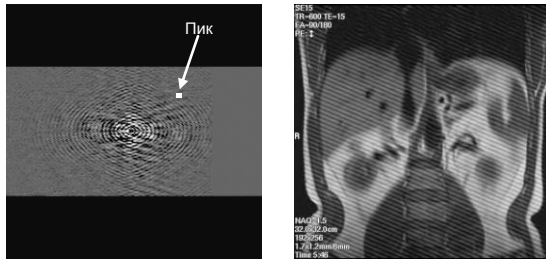 Пик
SE15
TR-600 TE-15
EA-90/180
PE: ↕
R
NAQ-1.5
32.0x32.0cm
192x256
1.7x1.2mm/8mm
Time 5:46